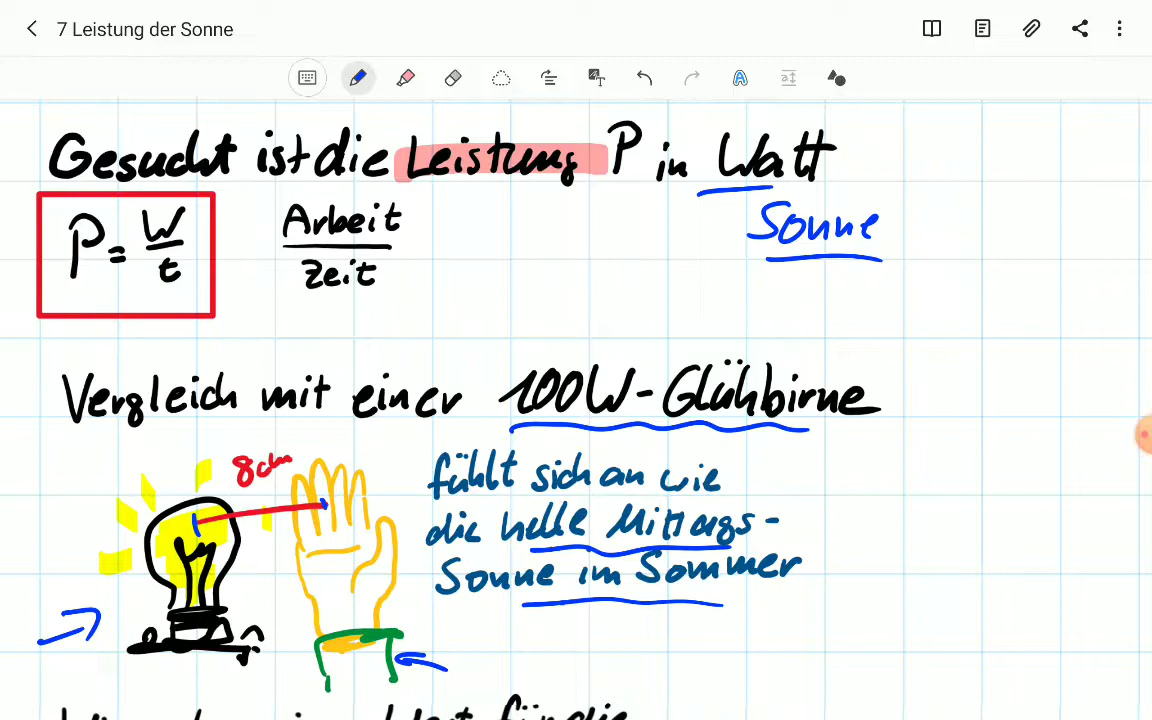 7 Leistung der Sonne
Gesucht ist die Leistung P in Watt
Sonne
P = W/t
Arbeit
Zeit
Vergleich mit einer 100W-Glühbirne
8cm
fühlt sich an wie
die helle Mittags-
Sonne im Sommer